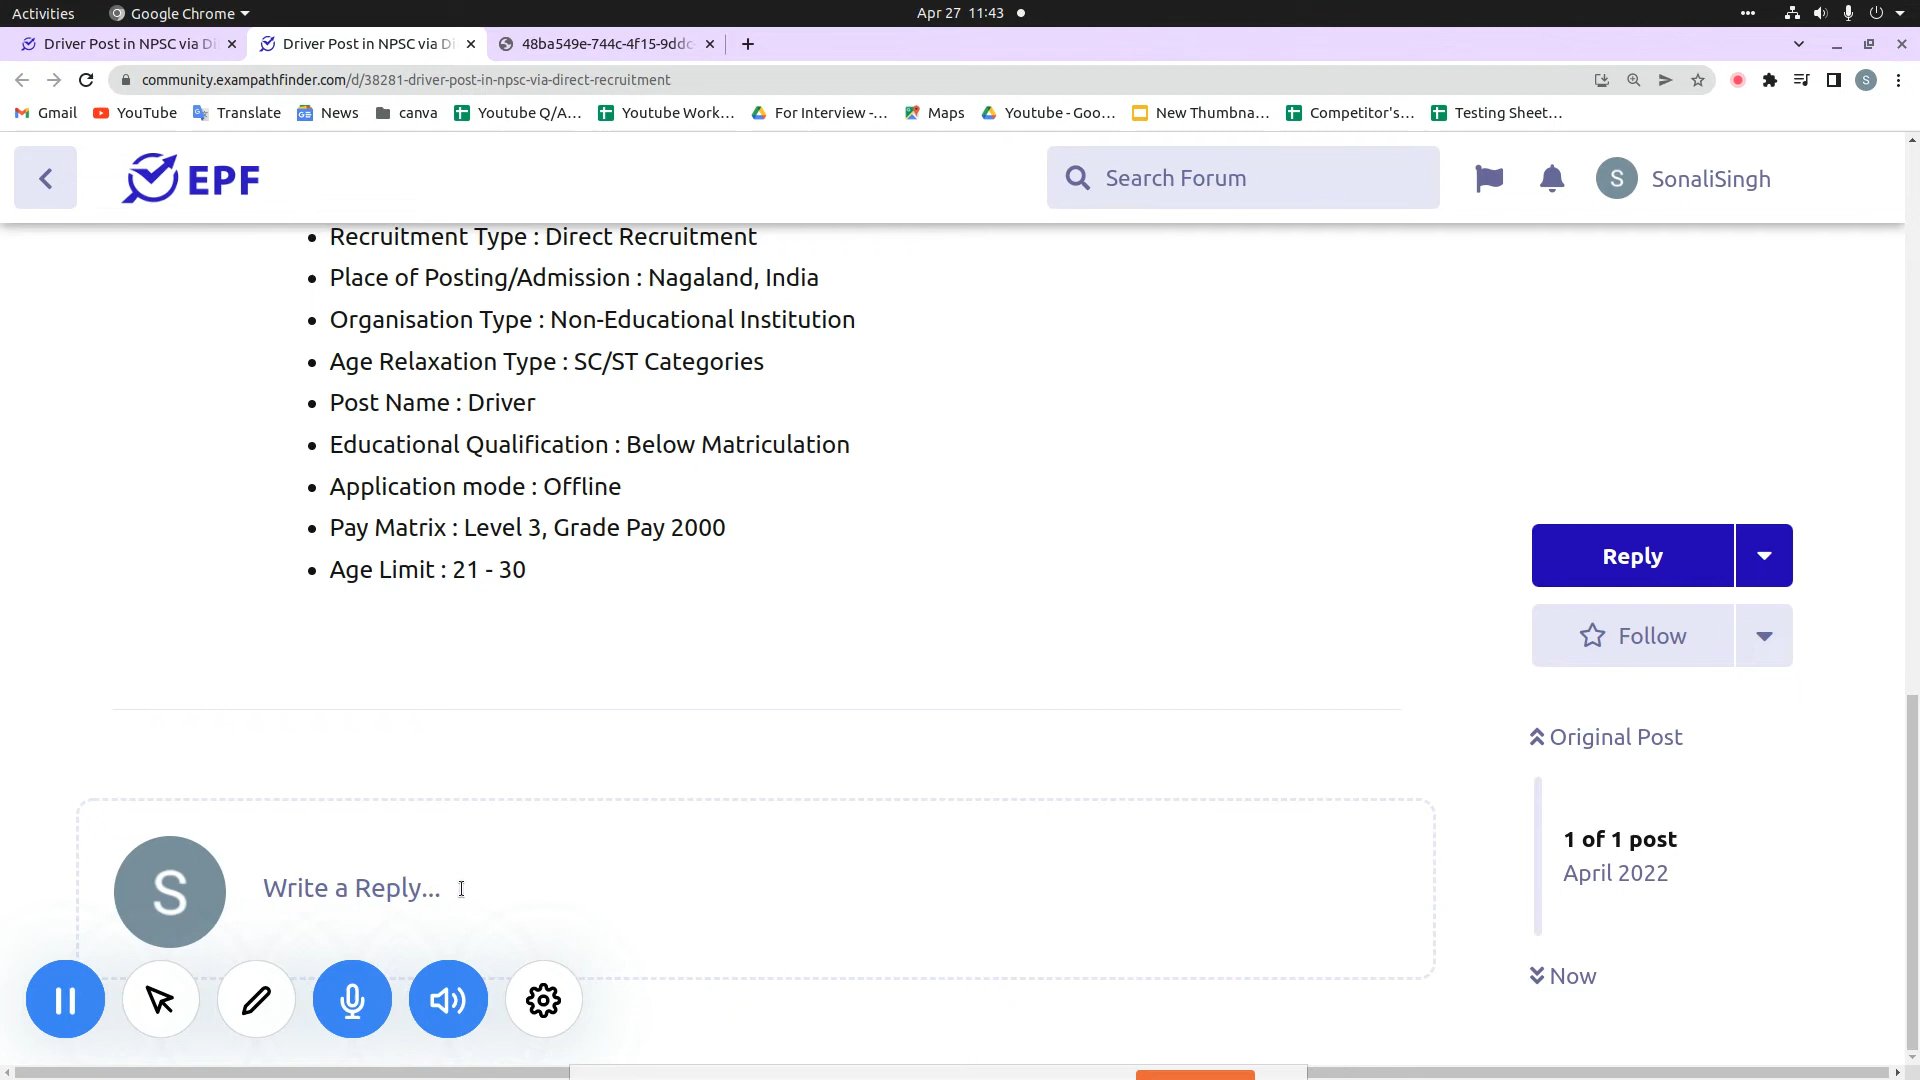 Activities Google Chrome Apr 27 11:43
Driver Post in NPSC via Di Driver Post in NPSC via Di 48ba549e-744c-4f15-9ddc-
community.exampathfinder.com/d/38281-driver-post-in-npsc-via-direct-recruitment S
Gmail YouTube Translate News canva Youtube Q/A... Youtube Work... For Interview -... Maps Youtube - Goo... New Thumbna... Competitor's... Testing Sheet...
EPF Search Forum S SonaliSingh
• Recruitment Type : Direct Recruitment
• Place of Posting/Admission : Nagaland, India
• Organisation Type : Non-Educational Institution
• Age Relaxation Type : SC/ST Categories
• Post Name : Driver
• Educational Qualification : Below Matriculation
• Application mode : Offline
• Pay Matrix : Level 3, Grade Pay 2000
• Age Limit : 21 - 30
Reply
Follow
Original Post
1 of 1 post
April 2022
Now
S Write a Reply...